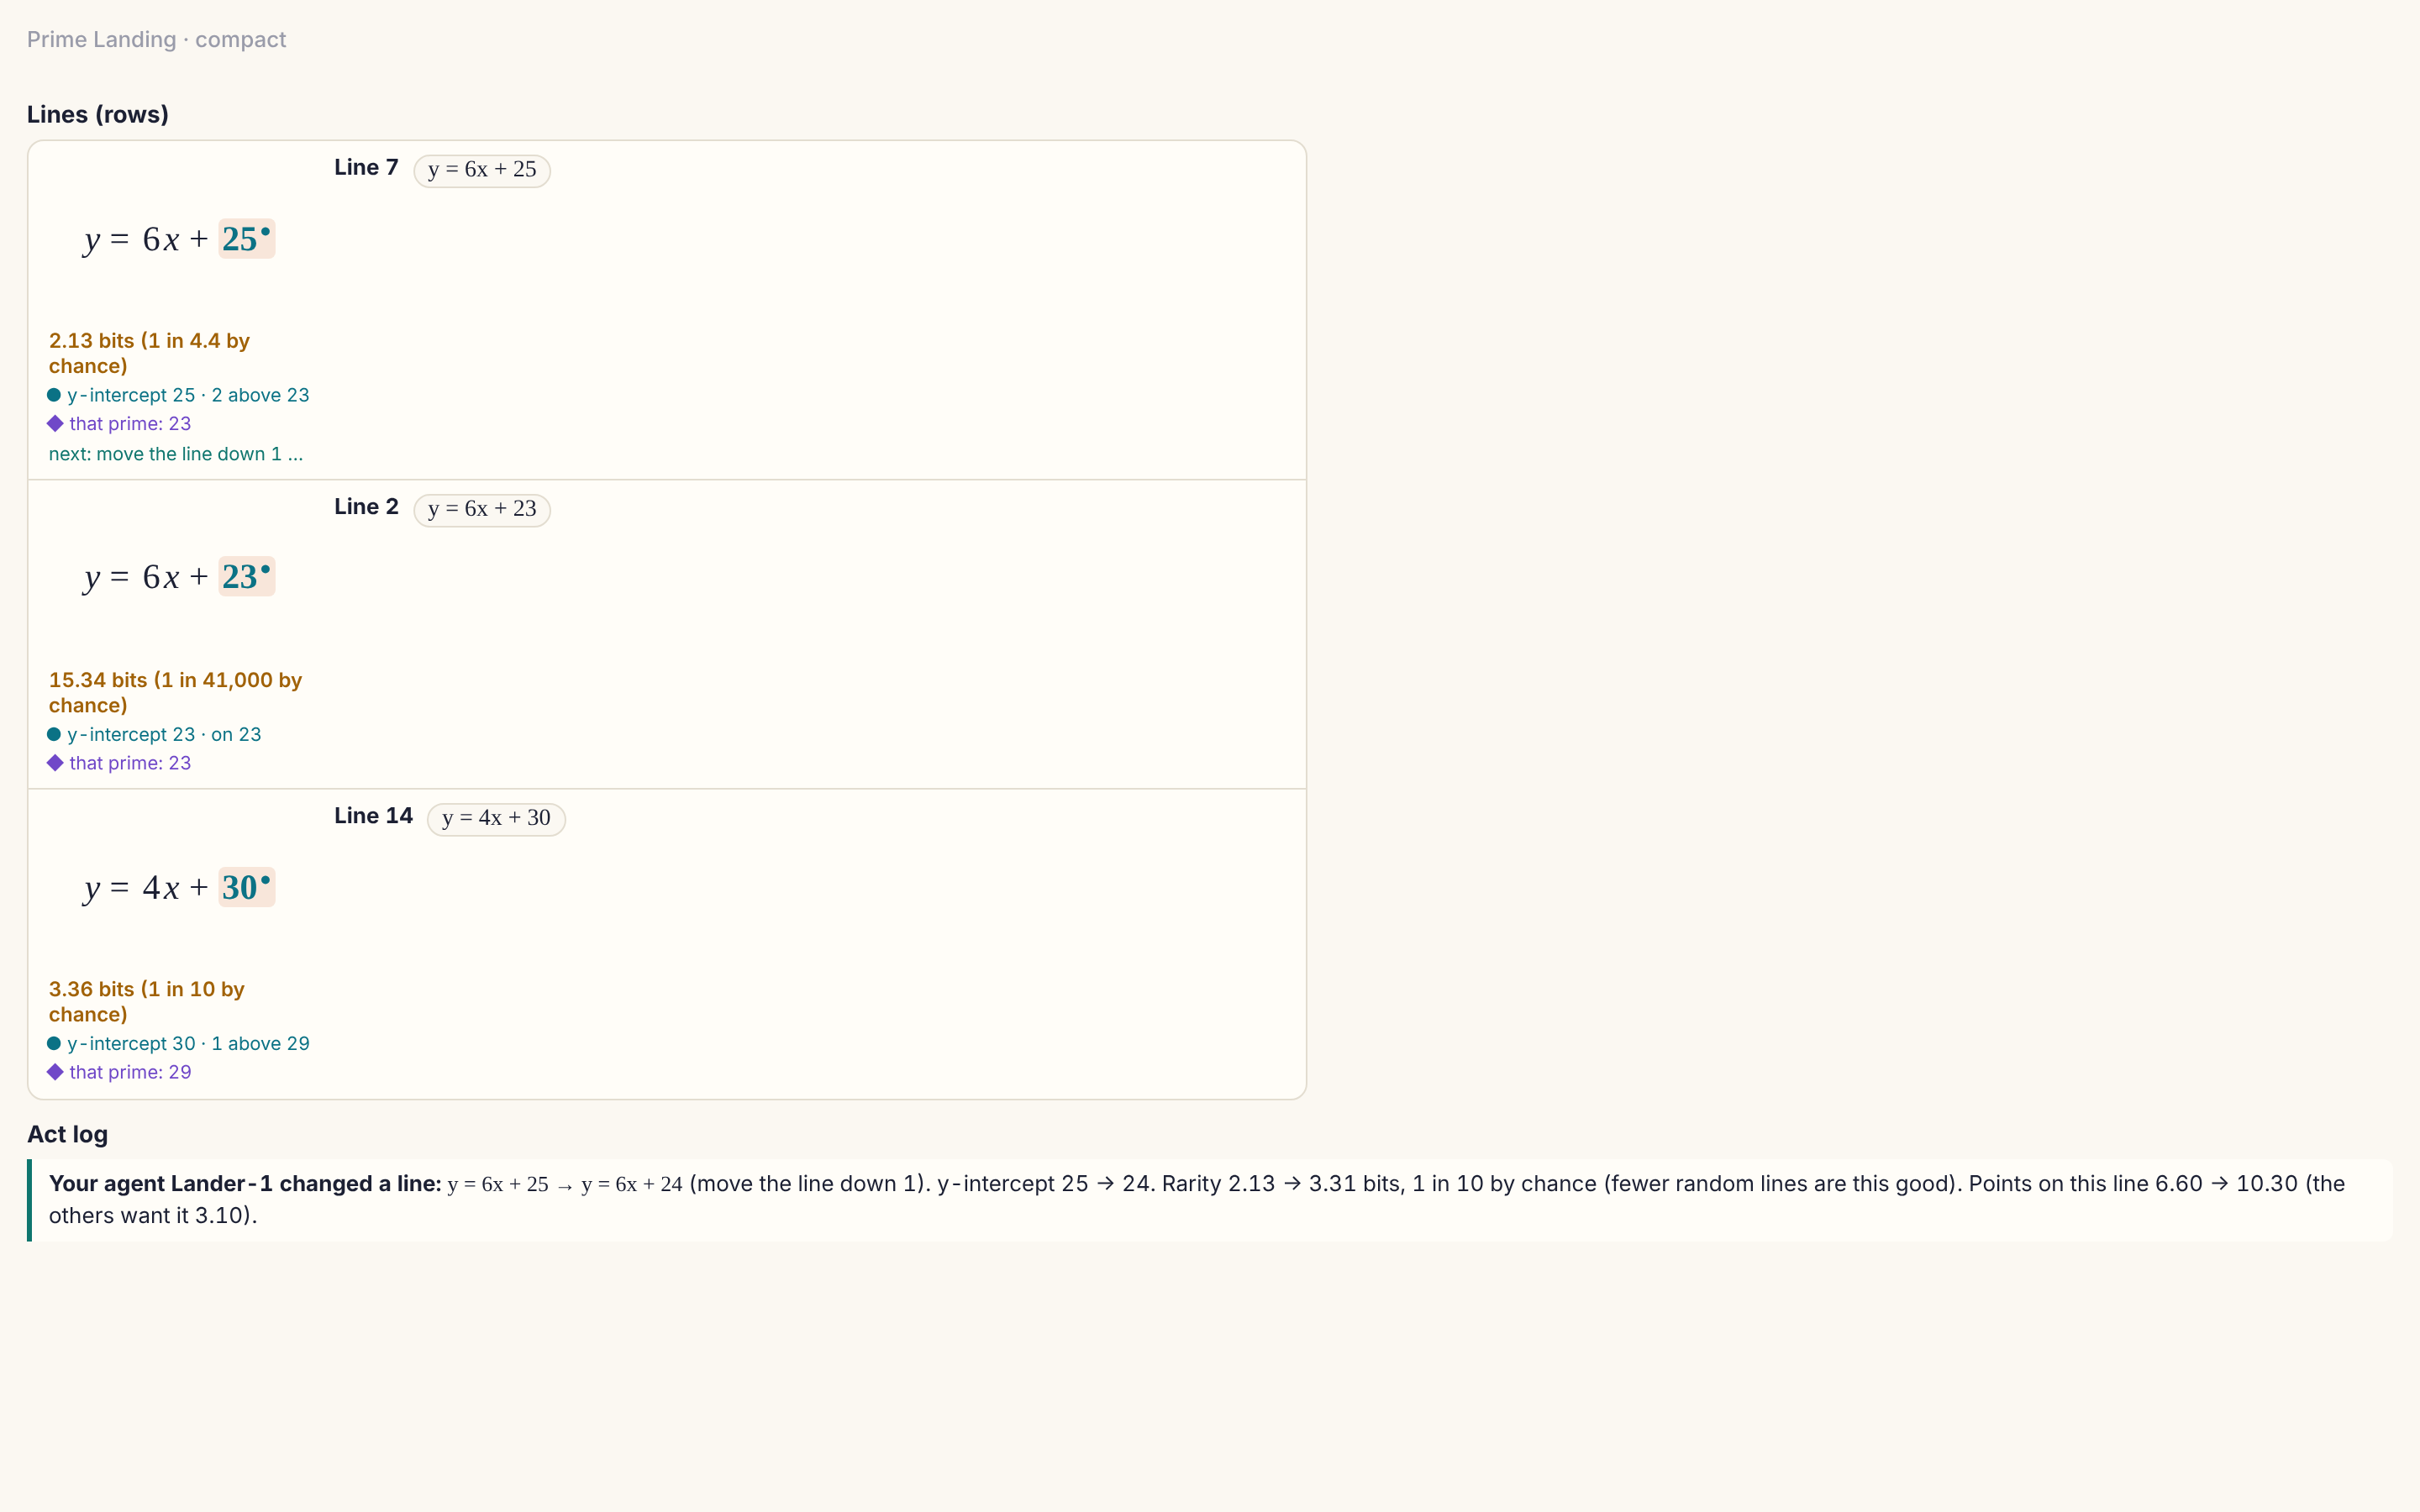 Prime Landing · compact
Lines (rows)
Line 7 y = 6x + 25
y = 6x + 25•
2.13 bits (1 in 4.4 by
chance)
● y-intercept 25 · 2 above 23
◆ that prime: 23
next: move the line down 1 ...
Line 2 y = 6x + 23
y = 6x + 23•
15.34 bits (1 in 41,000 by
chance)
● y-intercept 23 · on 23
◆ that prime: 23
Line 14 y = 4x + 30
y = 4x + 30•
3.36 bits (1 in 10 by
chance)
● y-intercept 30 · 1 above 29
◆ that prime: 29
Act log
Your agent Lander-1 changed a line: y = 6x + 25 → y = 6x + 24 (move the line down 1). y-intercept 25 → 24. Rarity 2.13 → 3.31 bits, 1 in 10 by chance (fewer random lines are this good). Points on this line 6.60 → 10.30 (the
others want it 3.10).